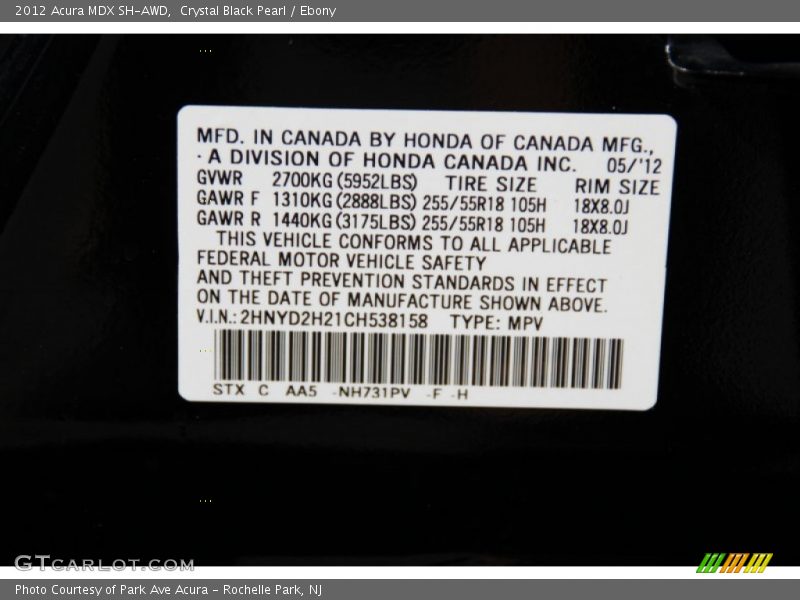 2012 Acura MDX SH-AWD,  Crystal Black Pearl / Ebony
MFD. IN CANADA BY HONDA OF CANADA MFG.,
A DIVISION OF HONDA CANADA INC.  05/'12
GVWR  2700KG (5952LBS)  TIRE SIZE  RIM SIZE
GAWR F  1310KG (2888LBS) 255/55R18 105H  18X8.0J
GAWR R  1440KG (3175LBS) 255/55R18 105H  18X8.0J
THIS VEHICLE CONFORMS TO ALL APPLICABLE
FEDERAL MOTOR VEHICLE SAFETY
AND THEFT PREVENTION STANDARDS IN EFFECT
ON THE DATE OF MANUFACTURE SHOWN ABOVE.
V.I.N.: 2HNYD2H21CH538158  TYPE: MPV
STX  C  AA5  -NH731PV  -F -H
GTCARLOT.COM
Photo Courtesy of Park Ave Acura - Rochelle Park, NJ